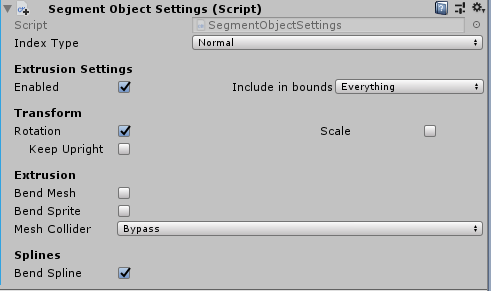 Segment Object Settings (Script)
Script SegmentObjectSettings
Index Type Normal
Extrusion Settings
Enabled Include in bounds Everything
Transform
Rotation Scale
Keep Upright
Extrusion
Bend Mesh
Bend Sprite
Mesh Collider Bypass
Splines
Bend Spline